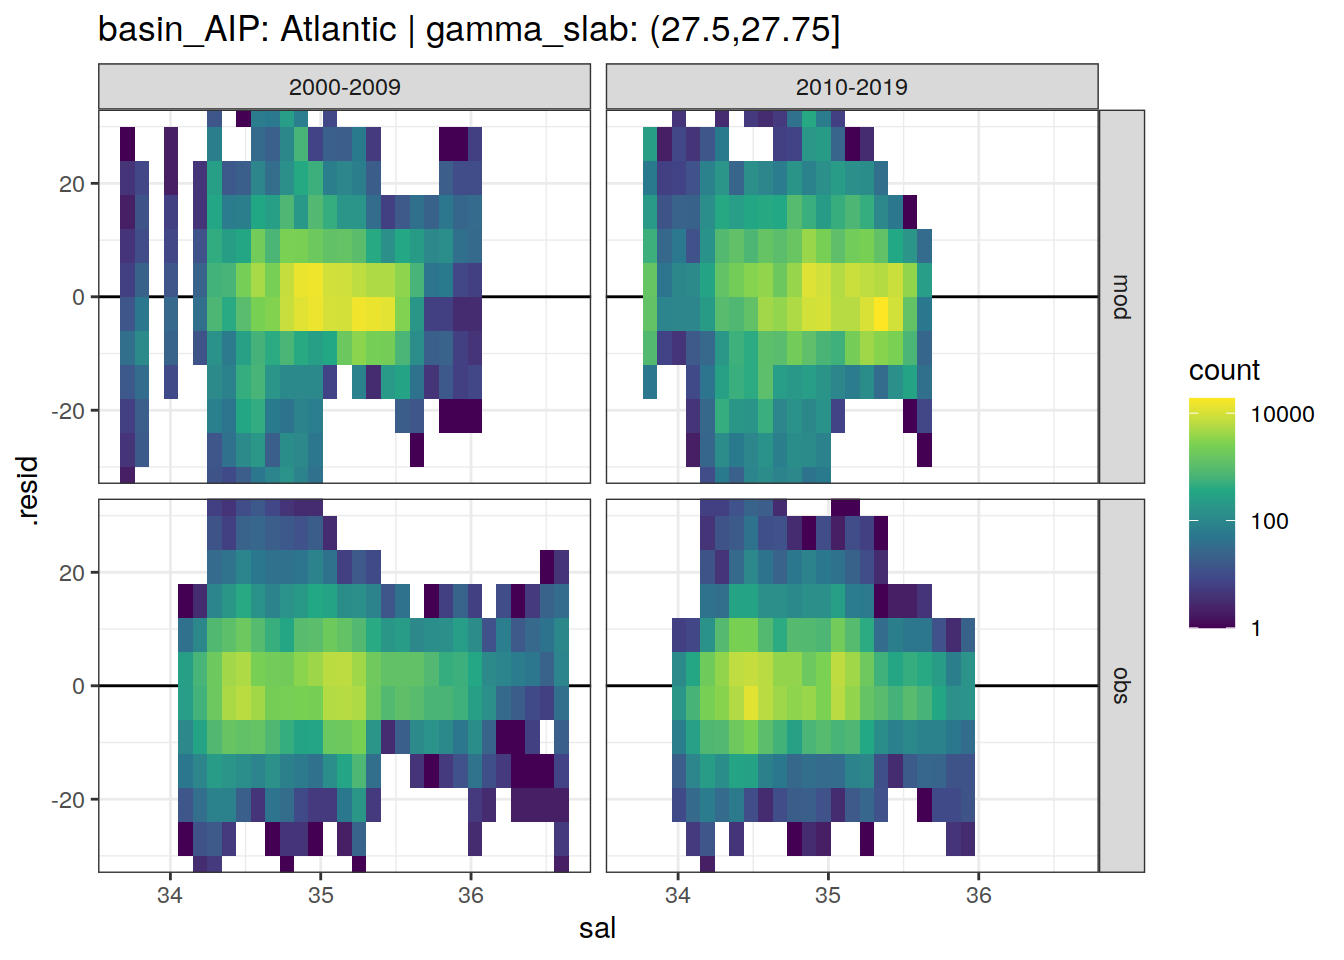 basin_AIP: Atlantic | gamma_slab: (27.5,27.75]
2000-2009
2010-2019
20
0
-20
mod
20
0
-20
obs
.resid
34
35
36
34
35
36
sal
count
10000
100
1